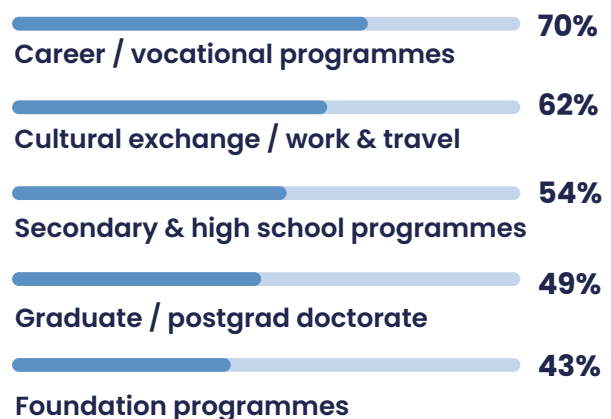 70%
Career / vocational programmes
62%
Cultural exchange / work & travel
54%
Secondary & high school programmes
49%
Graduate / postgrad doctorate
43%
Foundation programmes